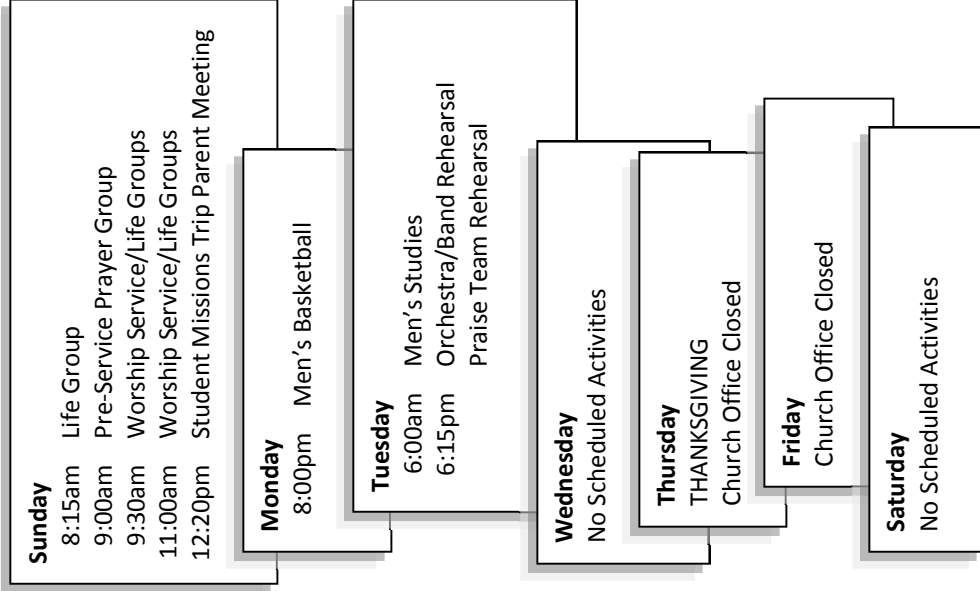 Sunday
8:15am Life Group
9:00am Pre-Service Prayer Group
9:30am Worship Service/Life Groups
11:00am Worship Service/Life Groups
12:20pm Student Missions Trip Parent Meeting
Monday
8:00pm Men’s Basketball
Tuesday
6:00am Men’s Studies
6:15pm Orchestra/Band Rehearsal
Praise Team Rehearsal
Wednesday
No Scheduled Activities
Thursday
THANKSGIVING
Church Office Closed
Friday
Church Office Closed
Saturday
No Scheduled Activities